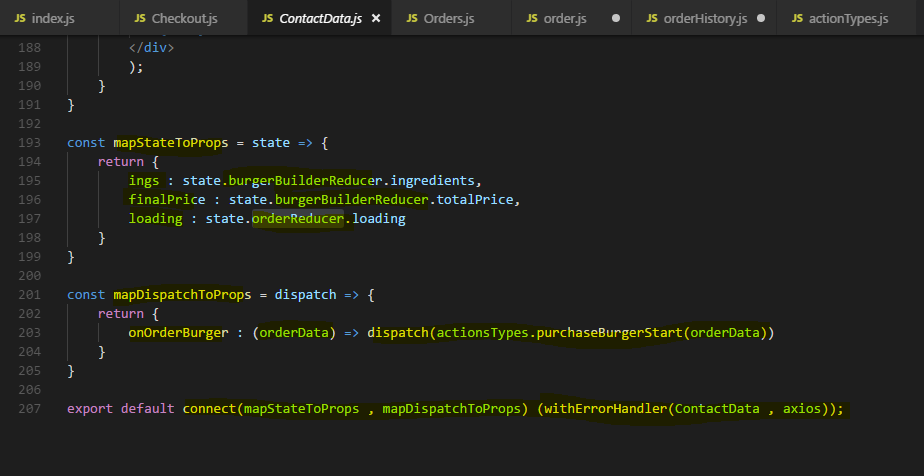 JS index.js JS Checkout.js JS ContactData.js × JS Orders.js JS order.js ● JS orderHistory.js ● JS actionTypes.js
188 </div>
189 );
190 }
191 }
192
193 const mapStateToProps = state => {
194 return {
195 ings : state.burgerBuilderReducer.ingredients,
196 finalPrice : state.burgerBuilderReducer.totalPrice,
197 loading : state.orderReducer.loading
198 }
199 }
200
201 const mapDispatchToProps = dispatch => {
202 return {
203 onOrderBurger : (orderData) => dispatch(actionsTypes.purchaseBurgerStart(orderData))
204 }
205 }
206
207 export default connect(mapStateToProps , mapDispatchToProps) (withErrorHandler(ContactData , axios));